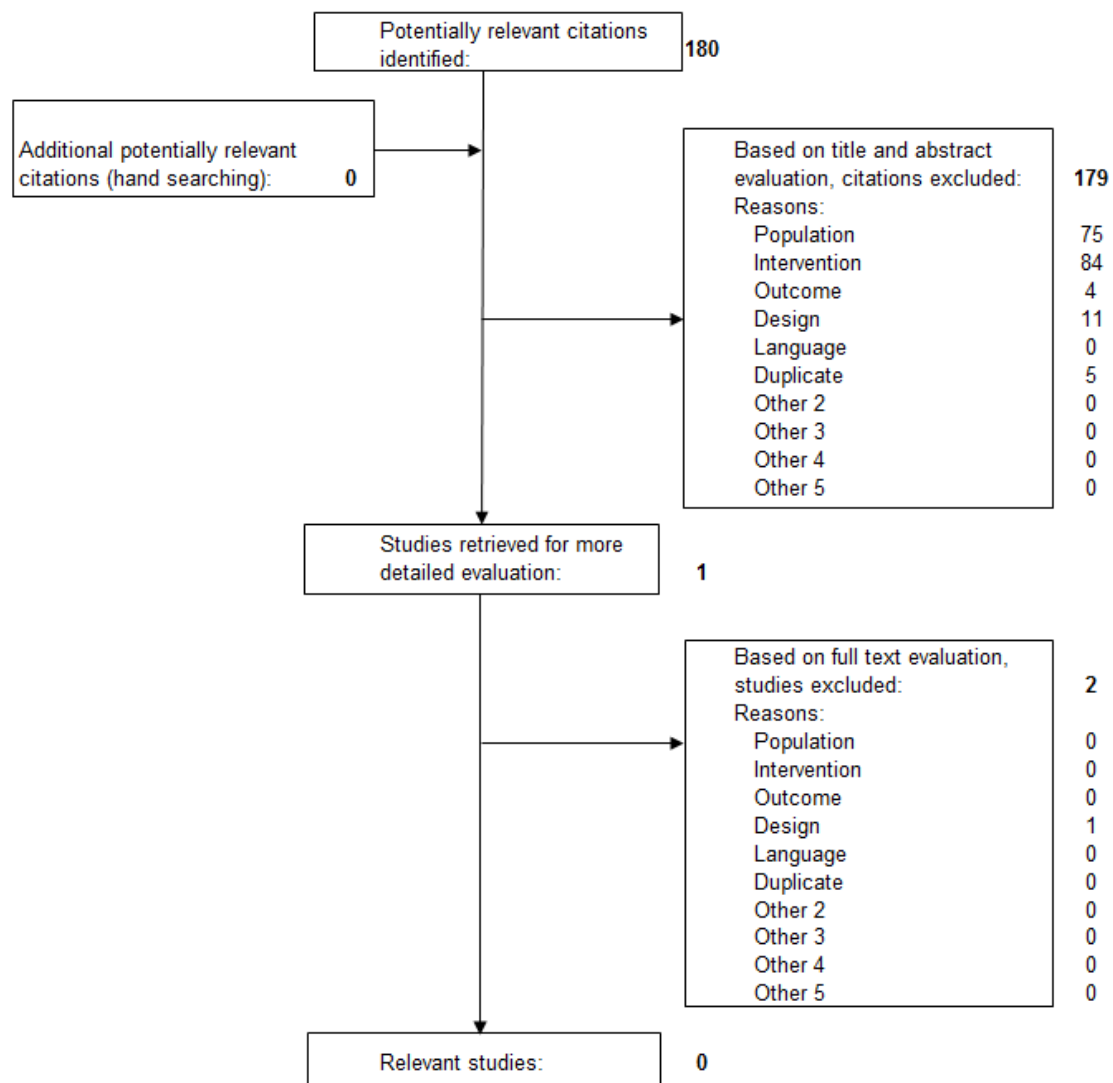 Potentially relevant citations
identified: 180
Additional potentially relevant
citations (hand searching): 0
Based on title and abstract
evaluation, citations excluded: 179
Reasons:
Population 75
Intervention 84
Outcome 4
Design 11
Language 0
Duplicate 5
Other 2 0
Other 3 0
Other 4 0
Other 5 0
Studies retrieved for more
detailed evaluation: 1
Based on full text evaluation,
studies excluded: 2
Reasons:
Population 0
Intervention 0
Outcome 0
Design 1
Language 0
Duplicate 0
Other 2 0
Other 3 0
Other 4 0
Other 5 0
Relevant studies: 0